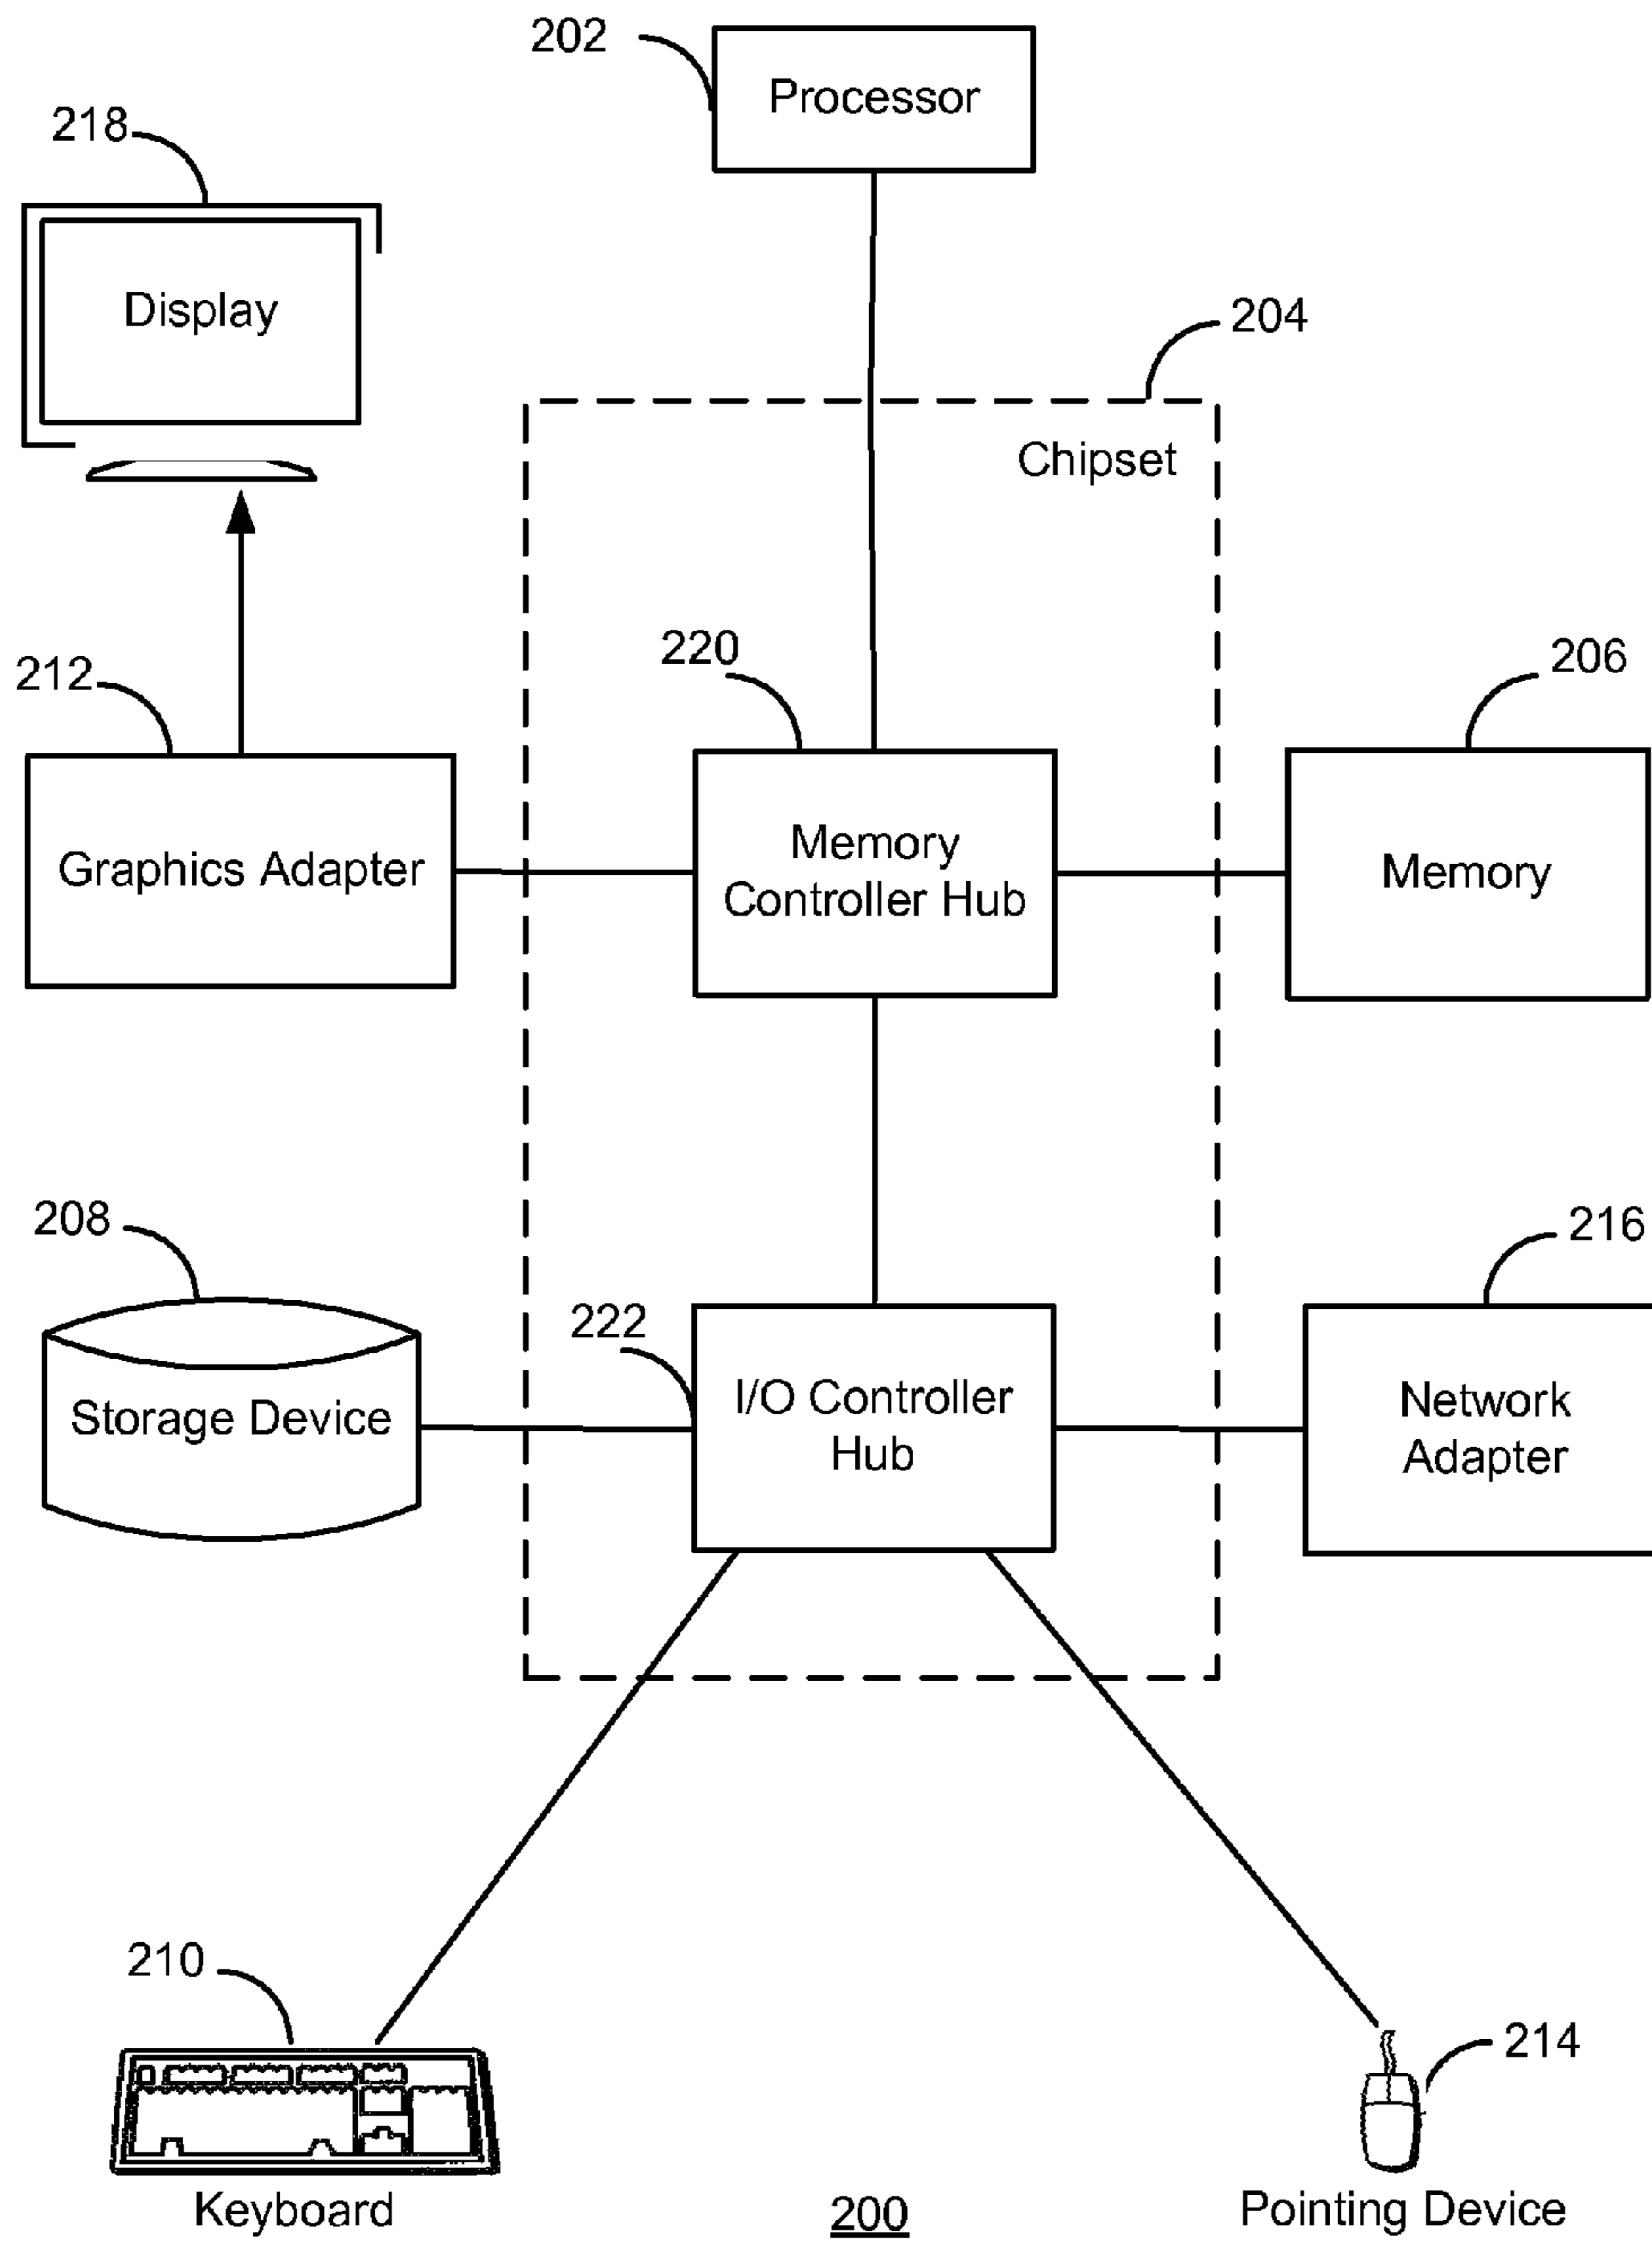 202
Processor
218
Display
204
Chipset
220
206
212
Memory
Controller Hub
Graphics Adapter
Memory
208
216
222
I/O Controller
Hub
Storage Device
Network
Adapter
210
214
Keyboard
200
Pointing Device